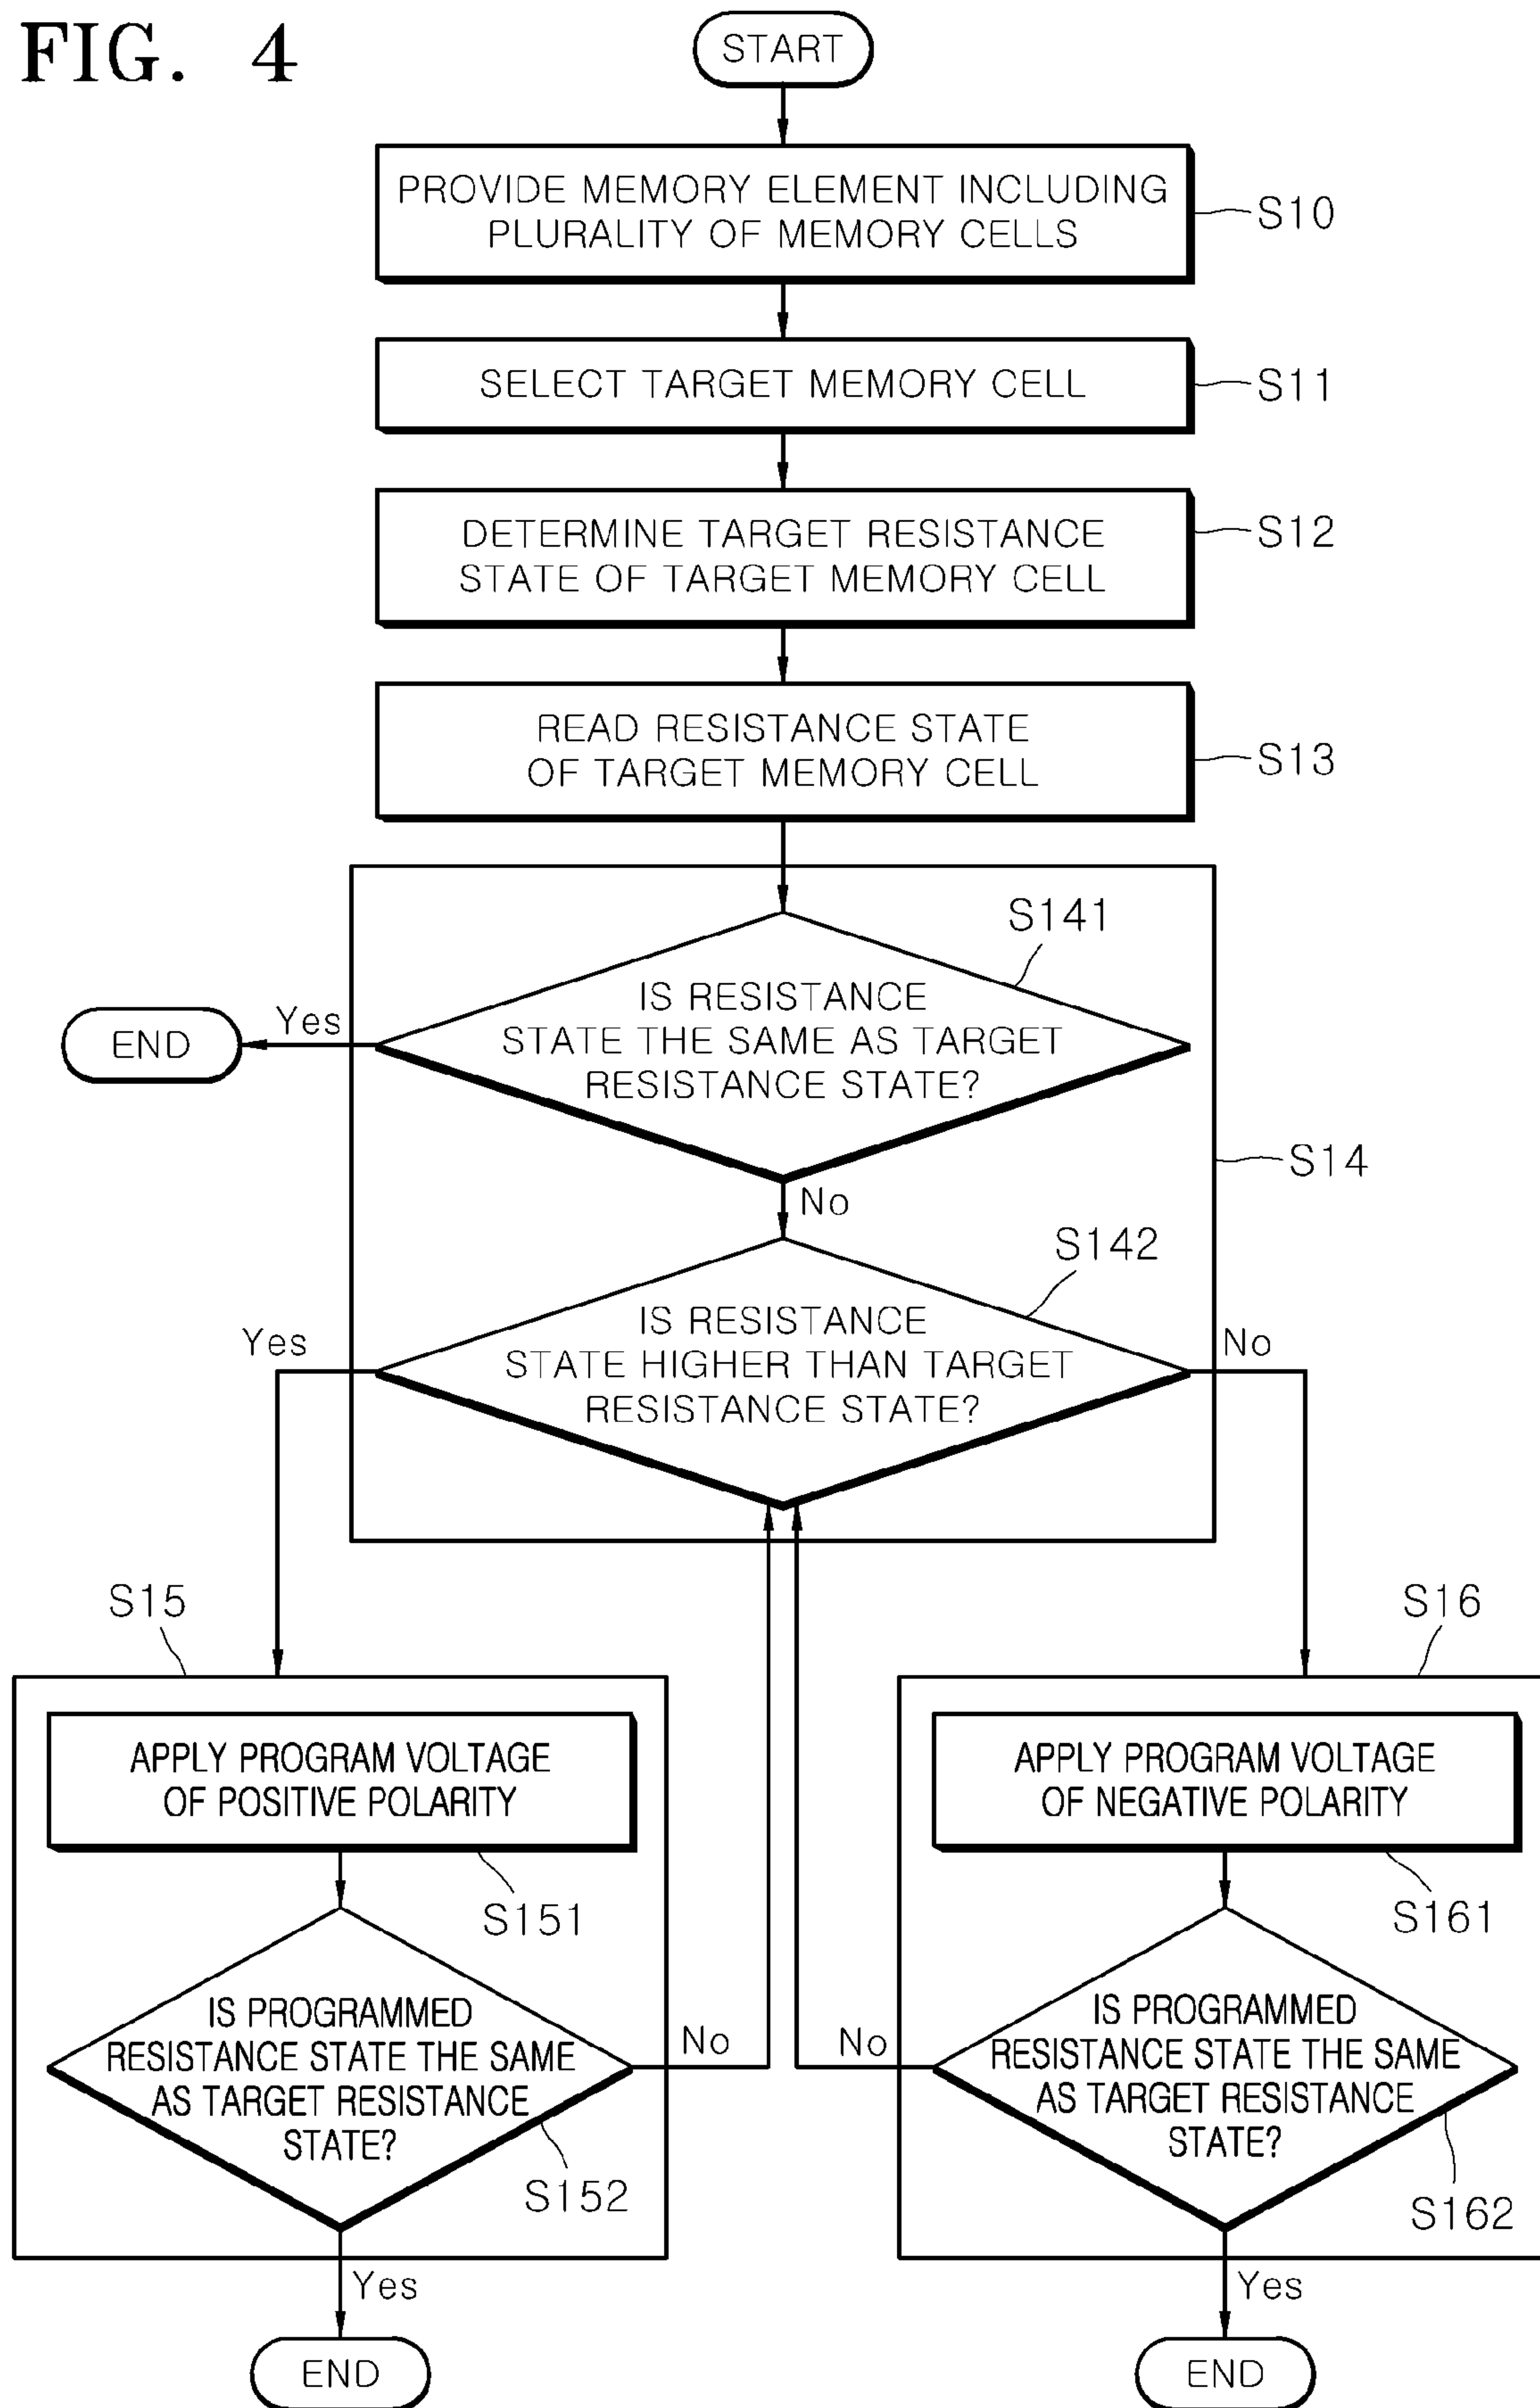 FIG. 4
START
PROVIDE MEMORY ELEMENT INCLUDING
PLURALITY OF MEMORY CELLS
S10
SELECT TARGET MEMORY CELL
S11
DETERMINE TARGET RESISTANCE
STATE OF TARGET MEMORY CELL
S12
READ RESISTANCE STATE
OF TARGET MEMORY CELL
S13
S141
IS RESISTANCE
STATE THE SAME AS TARGET
RESISTANCE STATE?
Yes
END
S14
No
S142
IS RESISTANCE
STATE HIGHER THAN TARGET
RESISTANCE STATE?
Yes
No
S15
APPLY PROGRAM VOLTAGE
OF POSITIVE POLARITY
S151
IS PROGRAMMED
RESISTANCE STATE THE SAME
AS TARGET RESISTANCE
STATE?
No
S152
Yes
END
S16
APPLY PROGRAM VOLTAGE
OF NEGATIVE POLARITY
S161
IS PROGRAMMED
RESISTANCE STATE THE SAME
AS TARGET RESISTANCE
STATE?
No
S162
Yes
END